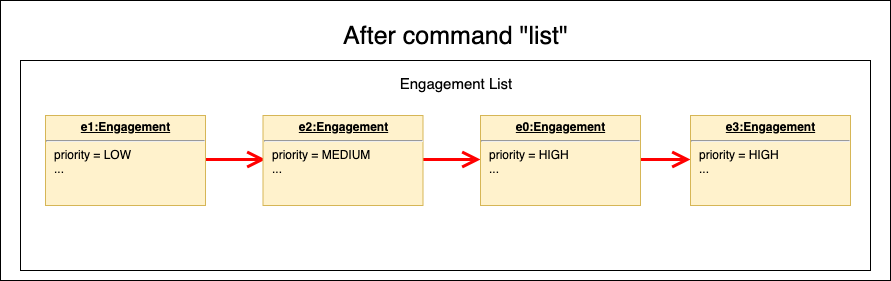 After command "list"
Engagement List
e1:Engagement
priority = LOW
...
e2:Engagement
priority = MEDIUM
...
e0:Engagement
priority = HIGH
...
e3:Engagement
priority = HIGH
...